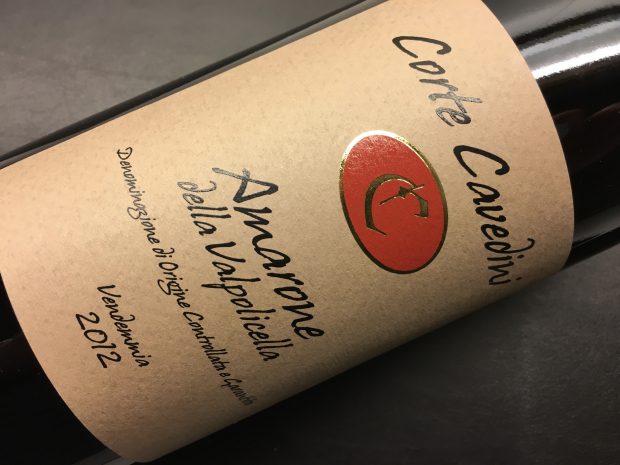 Corte Cavedini
C
Amarone
della Valpolicella
Denominazione di Origine Controllata e Garantita
Vendemmia
2012